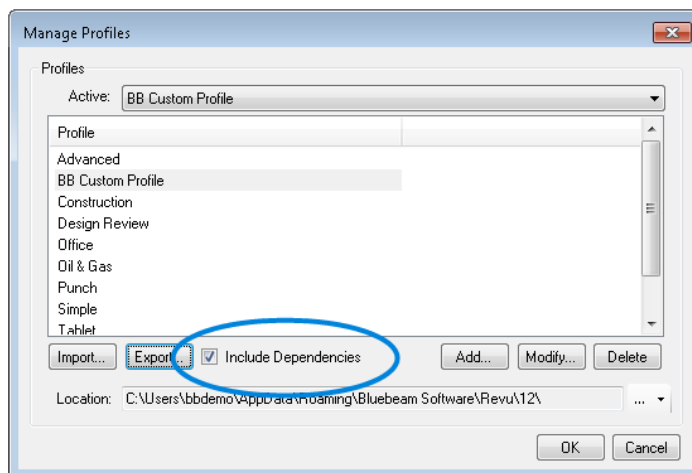 Manage Profiles
Profiles
Active: BB Custom Profile
Profile
Advanced
BB Custom Profile
Construction
Design Review
Office
Oil & Gas
Punch
Simple
Tablet
Import... Export... Include Dependencies Add... Modify... Delete
Location: C:\Users\bbdemo\AppData\Roaming\Bluebeam Software\Revu\12\ ...
OK Cancel